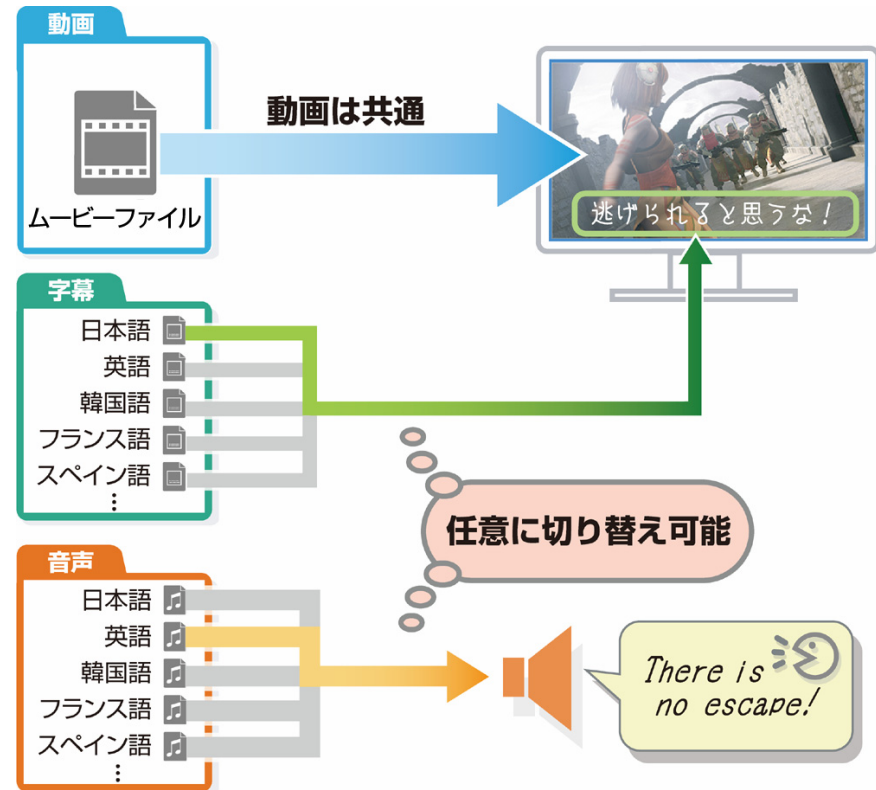 動画
ムービーファイル
動画は共通
逃げられると思うな!
字幕
日本語
英語
韓国語
フランス語
スペイン語
⋮
任意に切り替え可能
音声
日本語
英語
韓国語
フランス語
スペイン語
⋮
There is
no escape!